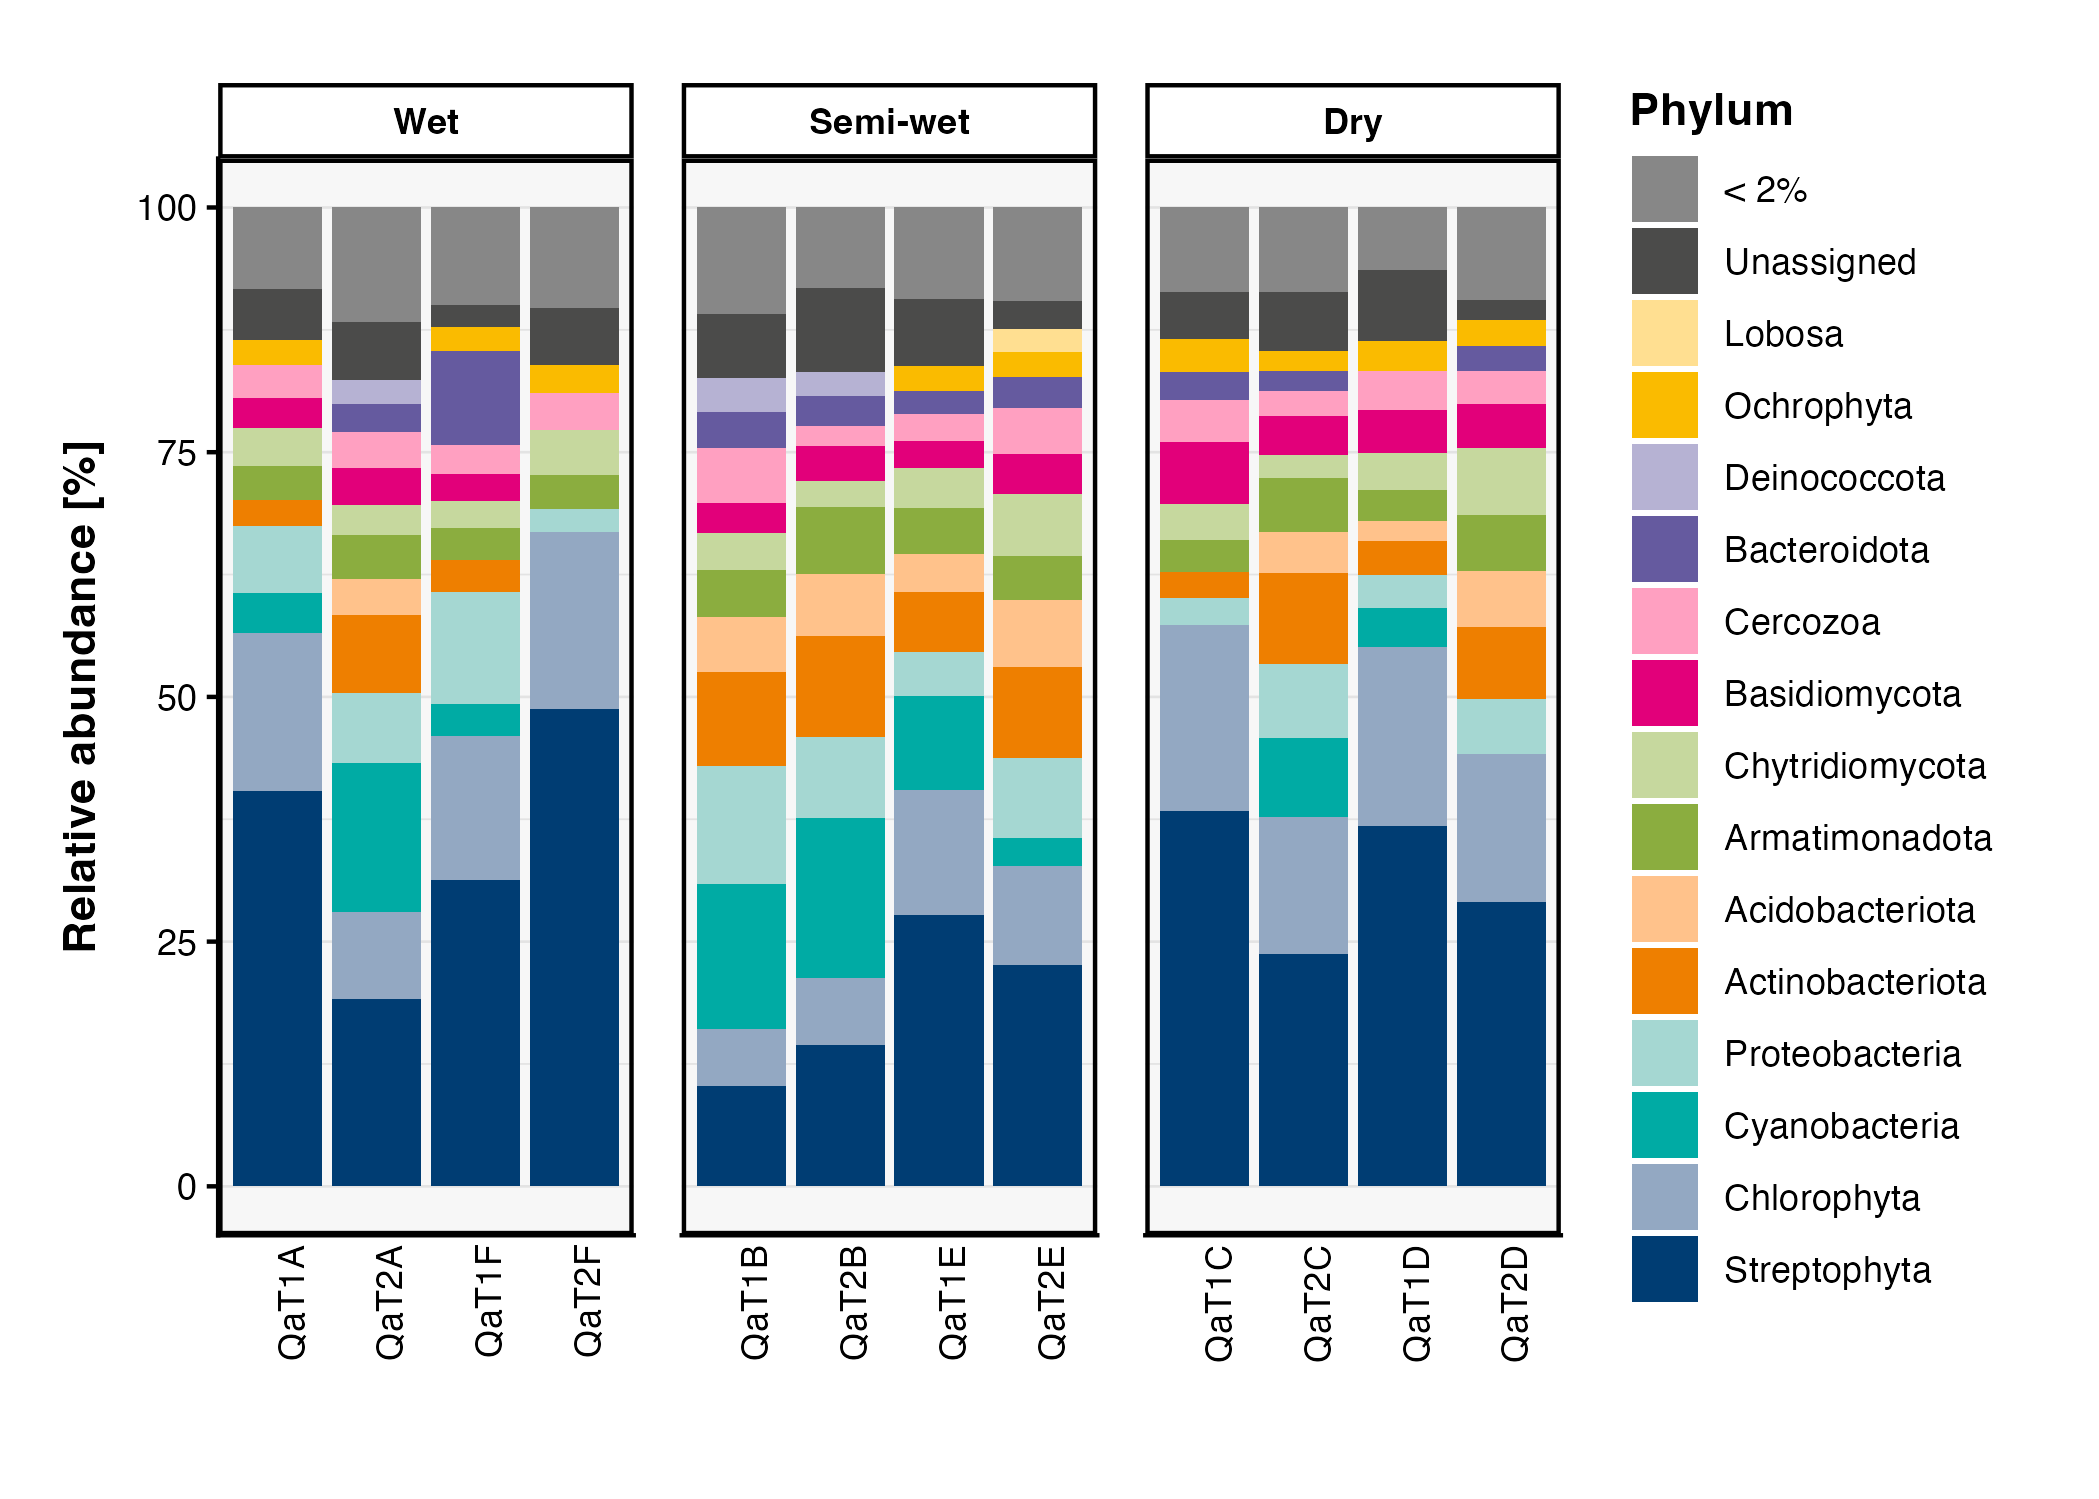 Wet
Semi-wet
Dry
Phylum
< 2%
Unassigned
Lobosa
Ochrophyta
Deinococcota
Bacteroidota
Cercozoa
Basidiomycota
Chytridiomycota
Armatimonadota
Acidobacteriota
Actinobacteriota
Proteobacteria
Cyanobacteria
Chlorophyta
Streptophyta
Relative abundance [%]
100
75
50
25
0
QaT1A
QaT2A
QaT1F
QaT2F
QaT1B
QaT2B
QaT1E
QaT2E
QaT1C
QaT2C
QaT1D
QaT2D